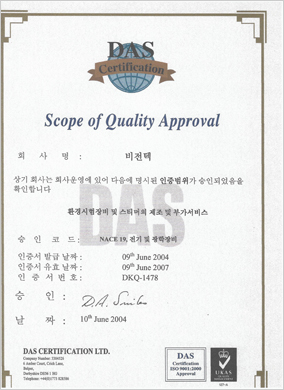 DAS
Certification
Scope of Quality Approval
회 사 명 : 비전텍
상기 회사는 회사운영에 있어 다음에 명시된 인증범위가 승인되었음을
확인합니다
DAS
환경시험장비 및 스티머의 제조 및 부가서비스
승 인 코 드 : NACE 19, 전기 및 광학장비
인증서 발급 날짜 : 09th June 2004
인증서 유효 날짜 : 09th June 2007
인 증 서 번 호 : DKQ-1478
승 인 :
날 짜 : 10th June 2004
DAS CERTIFICATION LTD.
DAS
Certification
ISO 9001:2000
Approval
UKAS